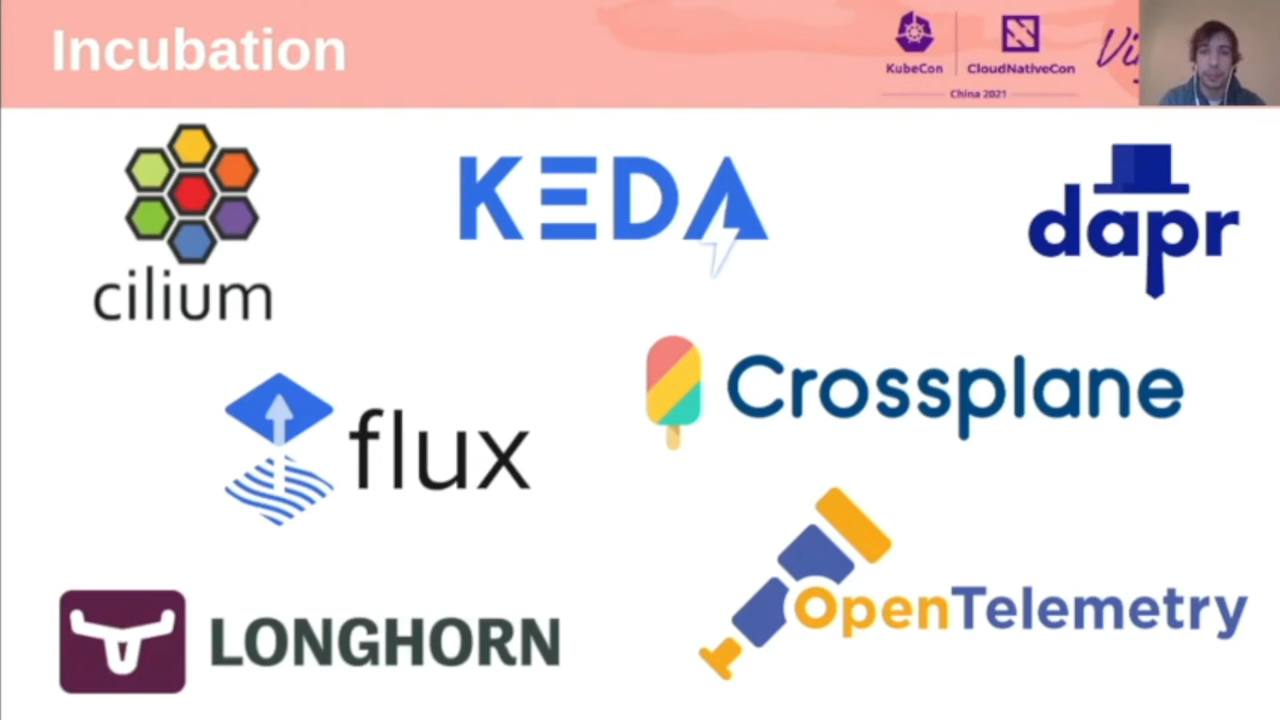 Incubation
KubeCon
CloudNativeCon
China 2021
cilium
KEDA
dapr
flux
Crossplane
LONGHORN
OpenTelemetry